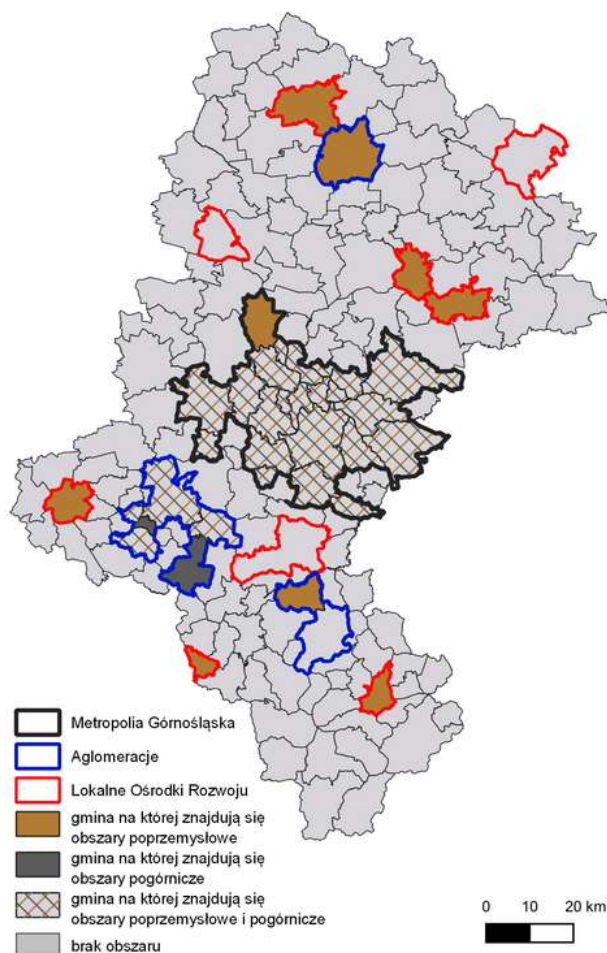 Metropolia Górnośląska
Aglomeracje
Lokalne Ośrodki Rozwoju
gmina na której znajdują się
obszary poprzemysłowe
gmina na której znajdują się
obszary pogórnicze
gmina na której znajdują się
obszary poprzemysłowe i pogórnicze
brak obszaru
0 10 20 km